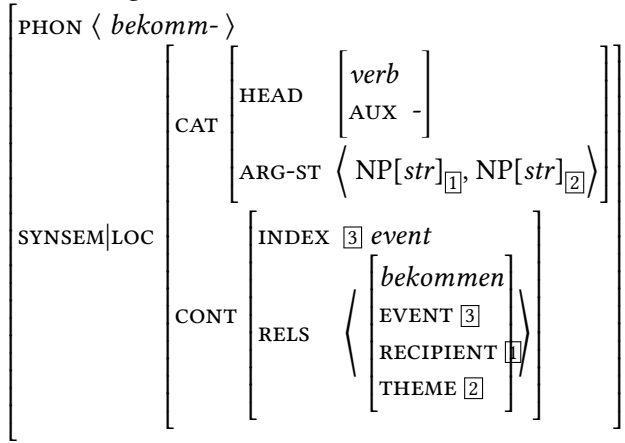 PHON ⟨ bekomm- ⟩
SYNSEM|LOC
CAT
HEAD
verb
AUX -
ARG-ST ⟨ NP[str]1, NP[str]2⟩
CONT
INDEX 3 event
RELS
bekommen
EVENT 3
RECIPIENT 1
THEME 2